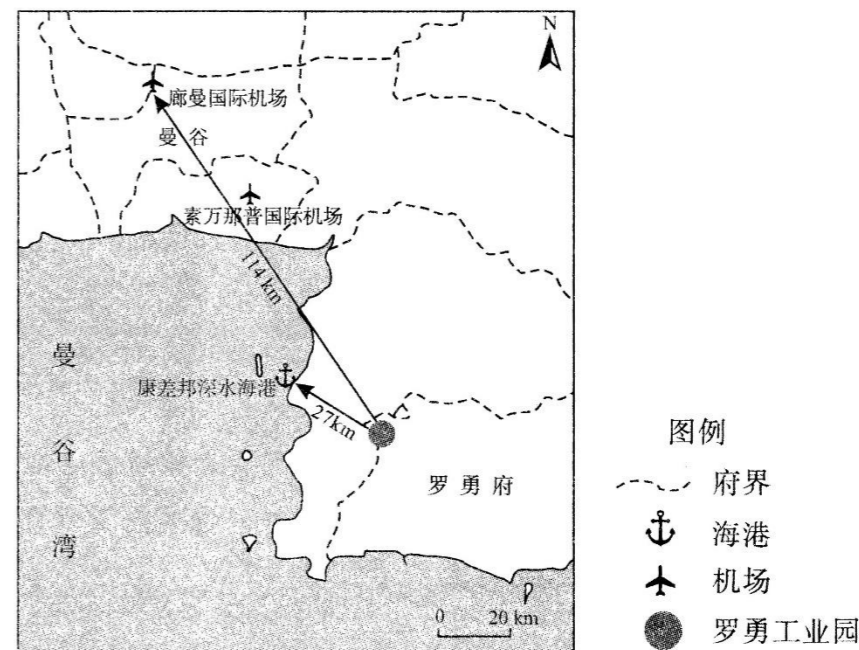 N
廊曼国际机场
曼谷
素万那普国际机场
114 km
曼谷湾
康差邦深水海港
27km
罗勇府
0 20 km
图例
府界
海港
机场
罗勇工业园